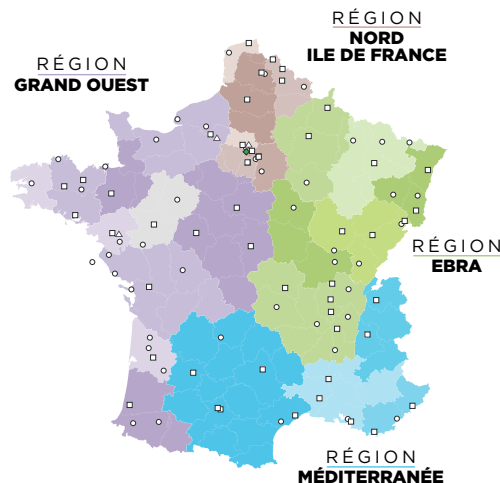 RÉGION
NORD
ILE DE FRANCE
RÉGION
GRAND OUEST
RÉGION
EBRA
RÉGION
MÉDITERRANÉE